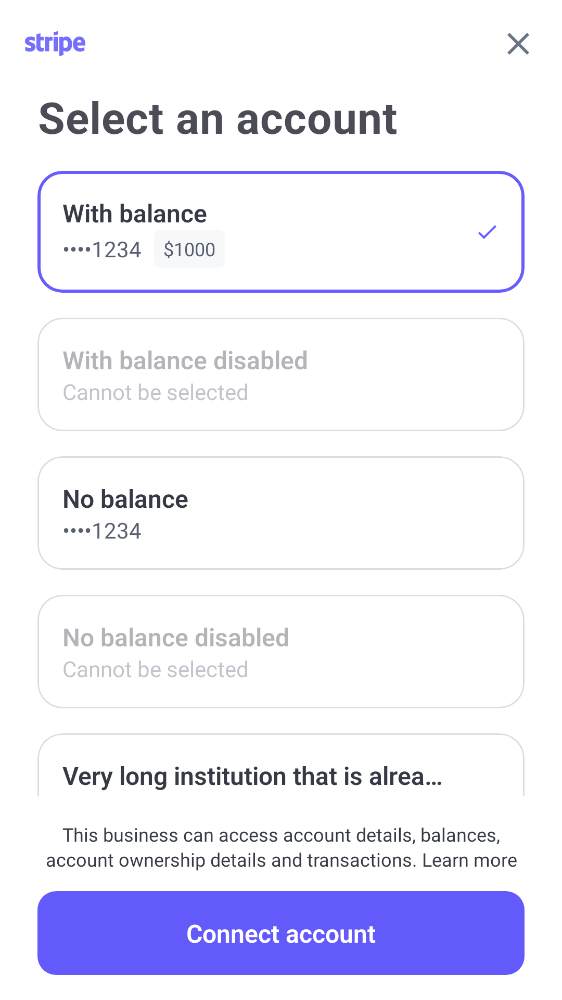 stripe
Select an account
With balance
••••1234 $1000
With balance disabled
Cannot be selected
No balance
••••1234
No balance disabled
Cannot be selected
Very long institution that is alrea…
This business can access account details, balances,
account ownership details and transactions. Learn more
Connect account